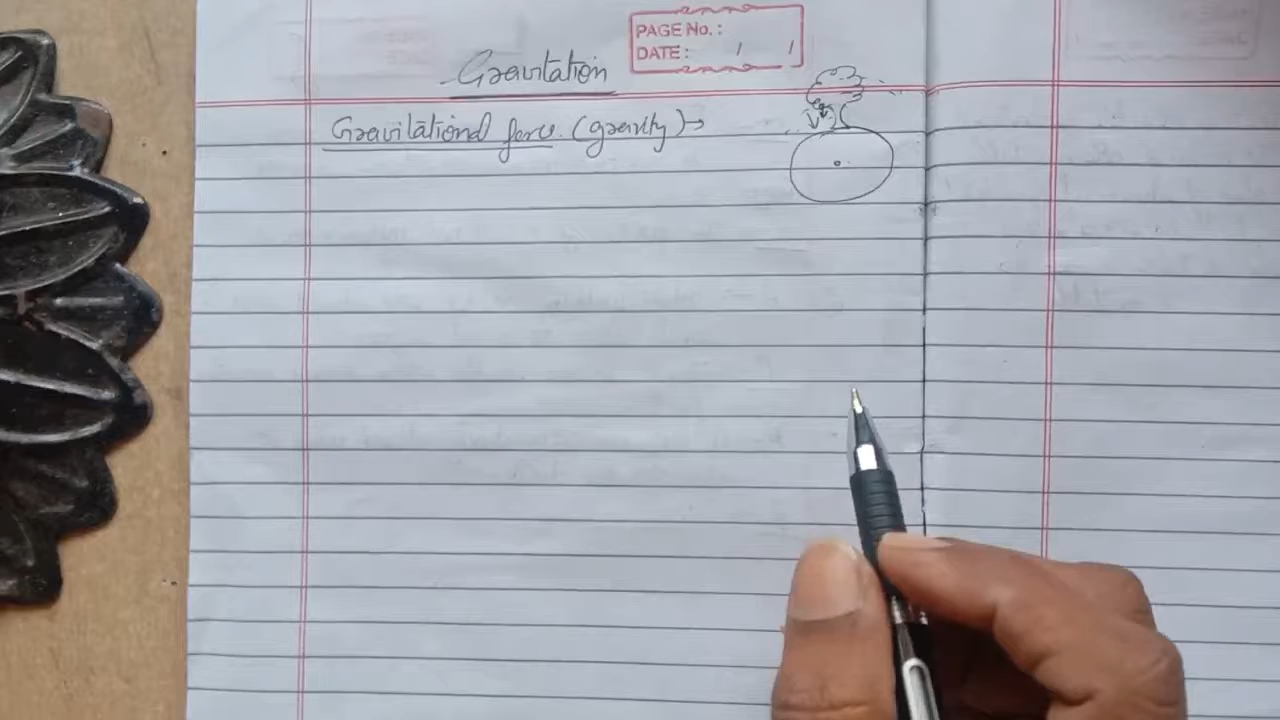 PAGE No.:
DATE: / /
Gravitation
Gravitational force. (gravity) →